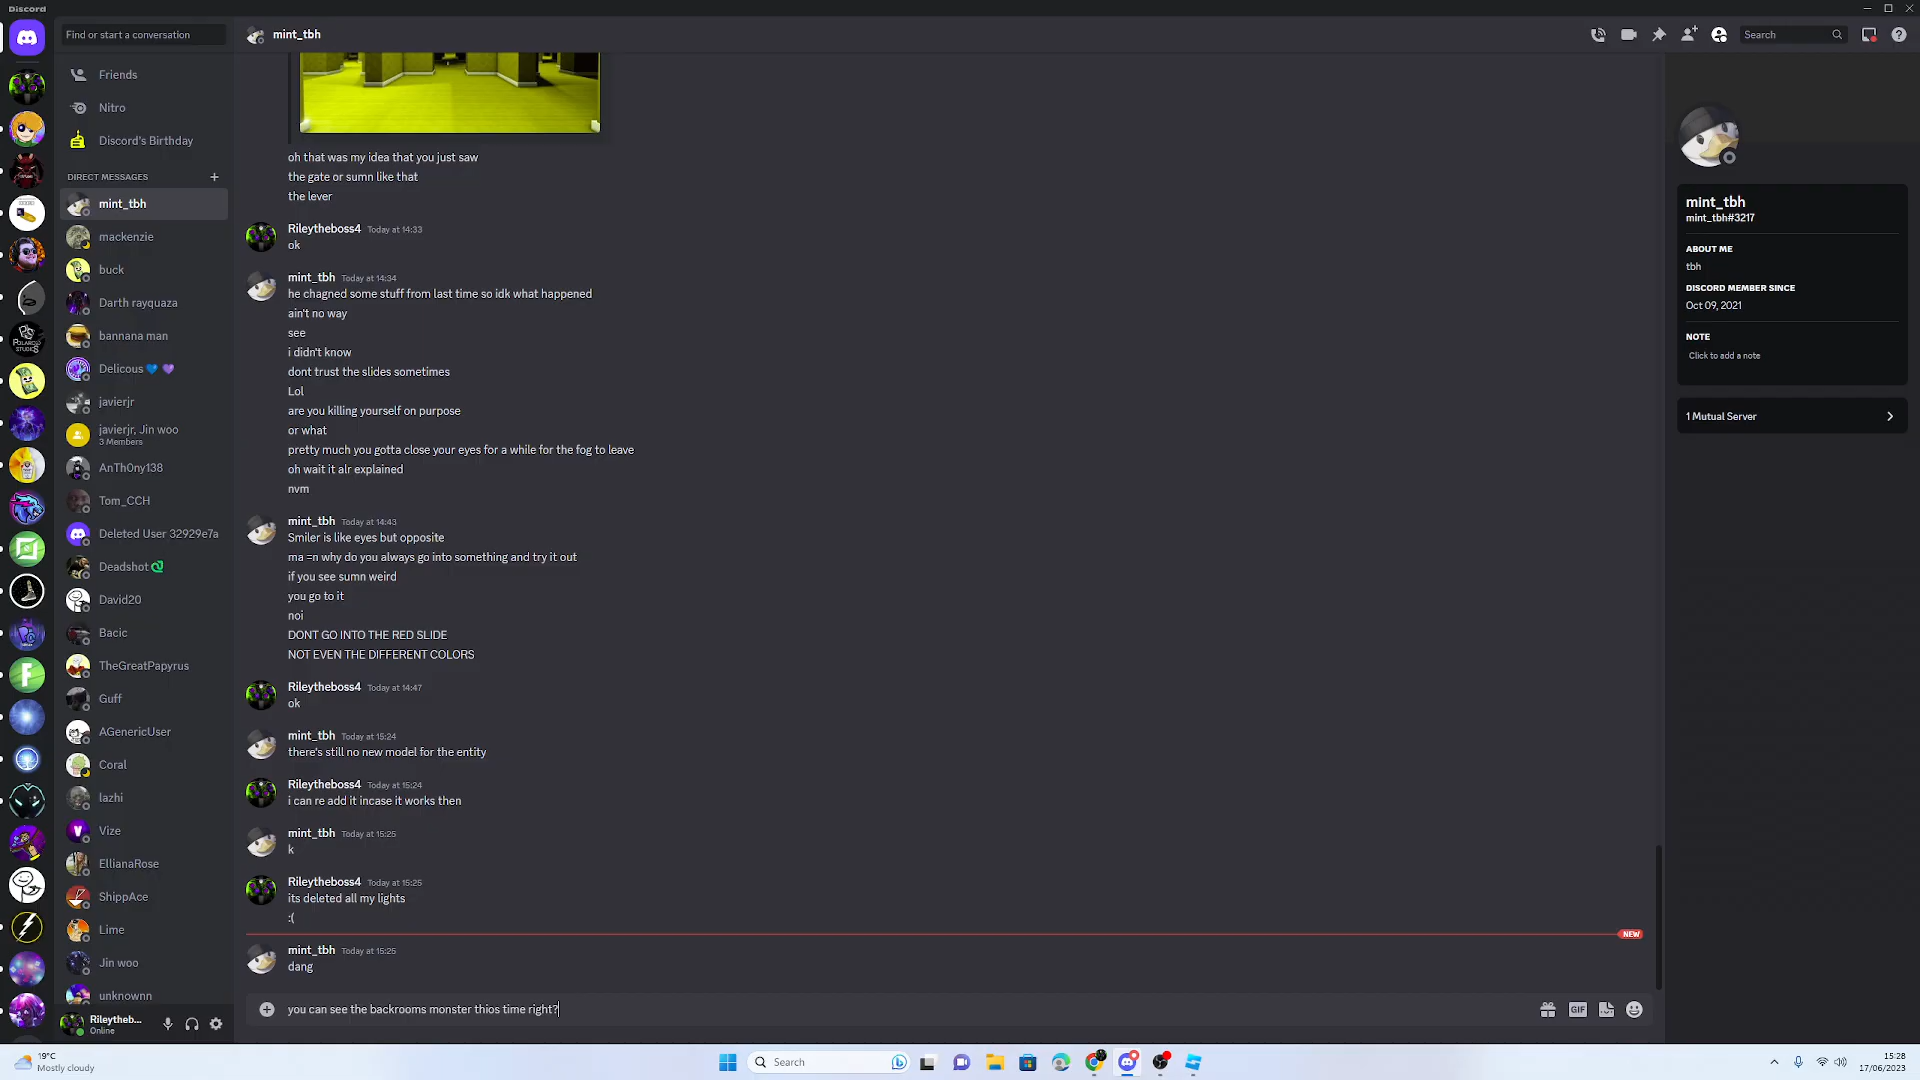 Discord
Find or start a conversation
mint_tbh
Search
Friends
Nitro
Discord's Birthday
DIRECT MESSAGES
mint_tbh
mackenzie
buck
Darth rayquaza
bannana man
Delicous 💙 💜
javierjr
javierjr, Jin woo
3 Members
AnTh0ny138
Tom_CCH
Deleted User 32929e7a
Deadshot
David20
Bacic
TheGreatPapyrus
Guff
AGenericUser
Coral
lazhi
Vize
EllianaRose
ShippAce
Lime
Jin woo
unknownn
Rileytheb...
Online
oh that was my idea that you just saw
the gate or sumn like that
the lever
Rileytheboss4 Today at 14:33
ok
mint_tbh Today at 14:34
he chagned some stuff from last time so idk what happened
ain't no way
see
i didn't know
dont trust the slides sometimes
Lol
are you killing yourself on purpose
or what
pretty much you gotta close your eyes for a while for the fog to leave
oh wait it alr explained
nvm
mint_tbh Today at 14:43
Smiler is like eyes but opposite
ma =n why do you always go into something and try it out
if you see sumn weird
you go to it
noi
DONT GO INTO THE RED SLIDE
NOT EVEN THE DIFFERENT COLORS
Rileytheboss4 Today at 14:47
ok
mint_tbh Today at 15:24
there's still no new model for the entity
Rileytheboss4 Today at 15:24
i can re add it incase it works then
mint_tbh Today at 15:25
k
Rileytheboss4 Today at 15:25
its deleted all my lights
:(
NEW
mint_tbh Today at 15:25
dang
you can see the backrooms monster thios time right?
GIF
mint_tbh
mint_tbh#3217
ABOUT ME
tbh
DISCORD MEMBER SINCE
Oct 09, 2021
NOTE
Click to add a note
1 Mutual Server
19°C
Mostly cloudy
Search
15:28
17/06/2023